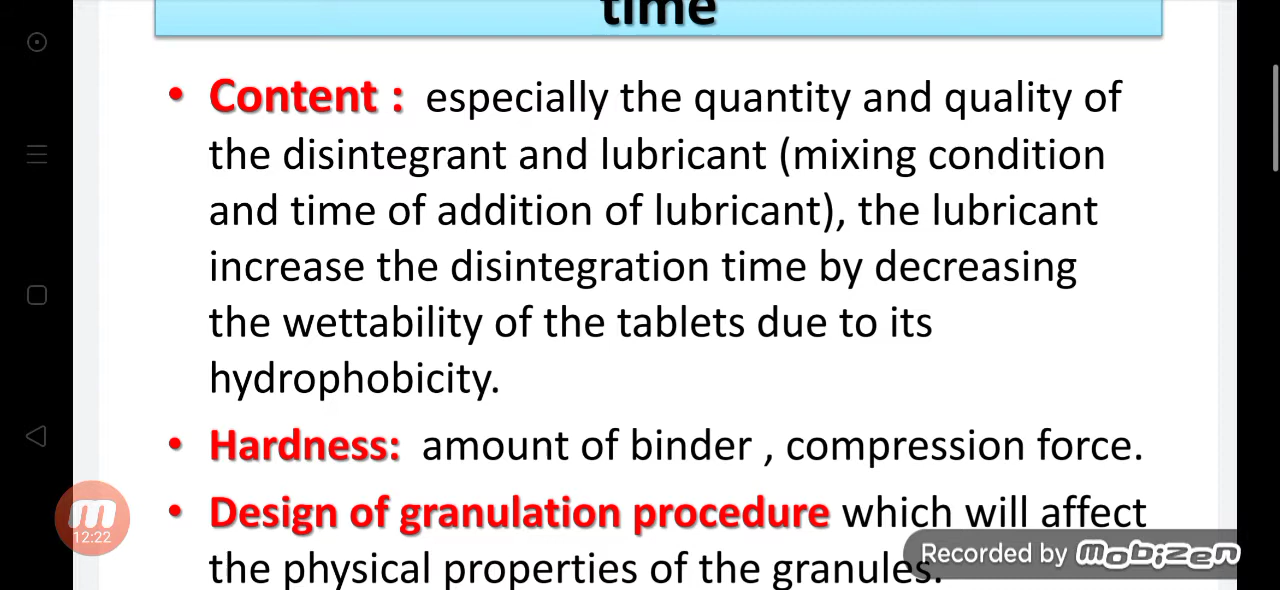 time
• Content : especially the quantity and quality of
the disintegrant and lubricant (mixing condition
and time of addition of lubricant), the lubricant
increase the disintegration time by decreasing
the wettability of the tablets due to its
hydrophobicity.
• Hardness: amount of binder , compression force.
• Design of granulation procedure which will affect
the physical properties of the granules.
12:22
Recorded by mobizen